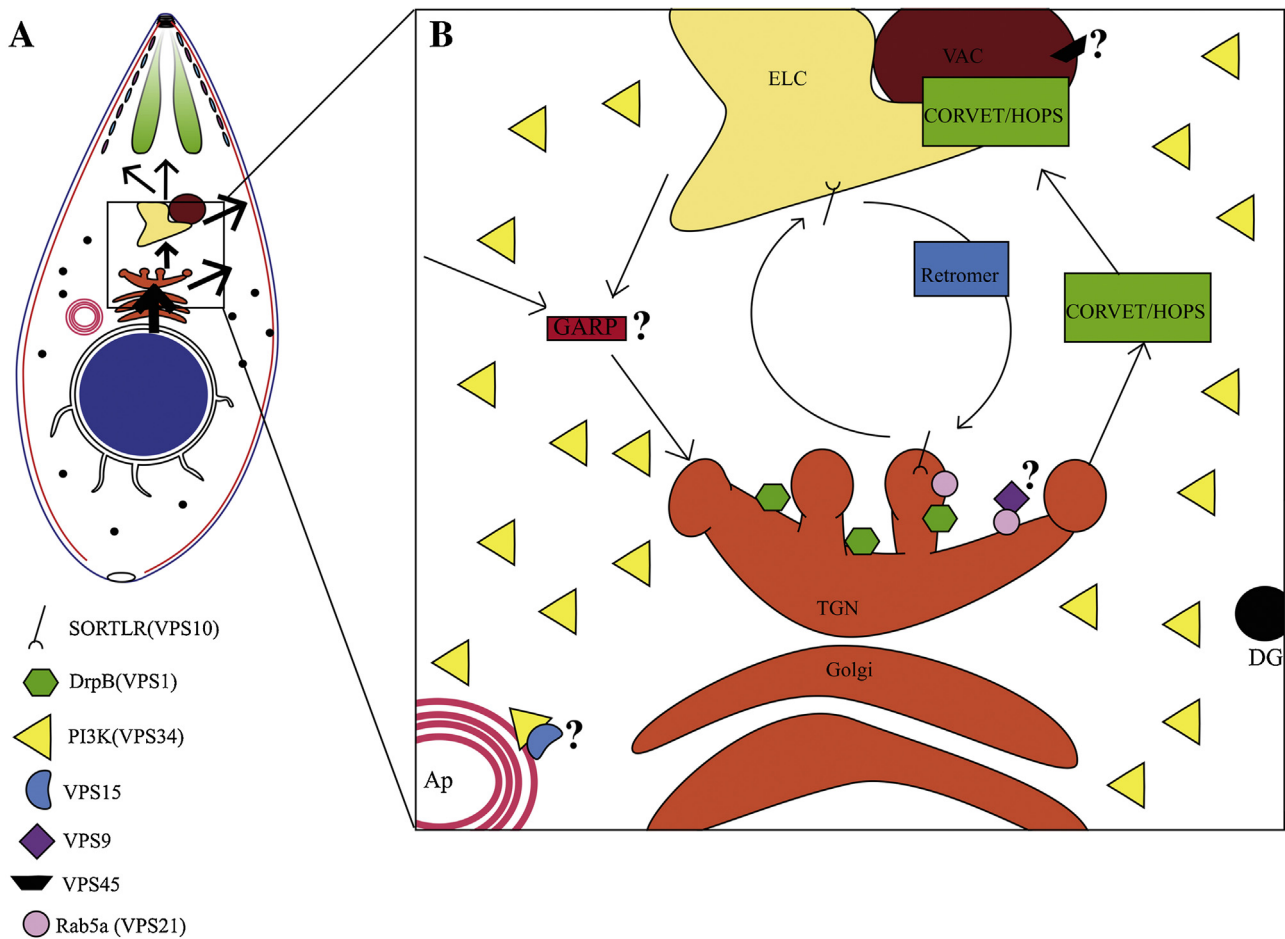 A
B
ELC
VAC
?
CORVET/HOPS
Retromer
CORVET/HOPS
GARP
?
?
TGN
Golgi
DG
Ap
?
SORTLR(VPS10)
DrpB(VPS1)
PI3K(VPS34)
VPS15
VPS9
VPS45
Rab5a (VPS21)